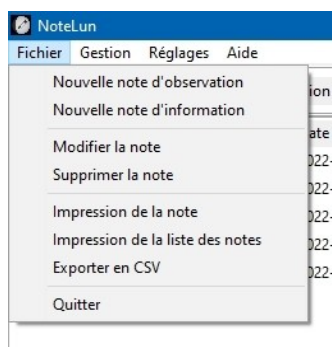 NoteLun
Fichier Gestion Réglages Aide
Nouvelle note d'observation
Nouvelle note d'information
Modifier la note
Supprimer la note
Impression de la note
Impression de la liste des notes
Exporter en CSV
Quitter